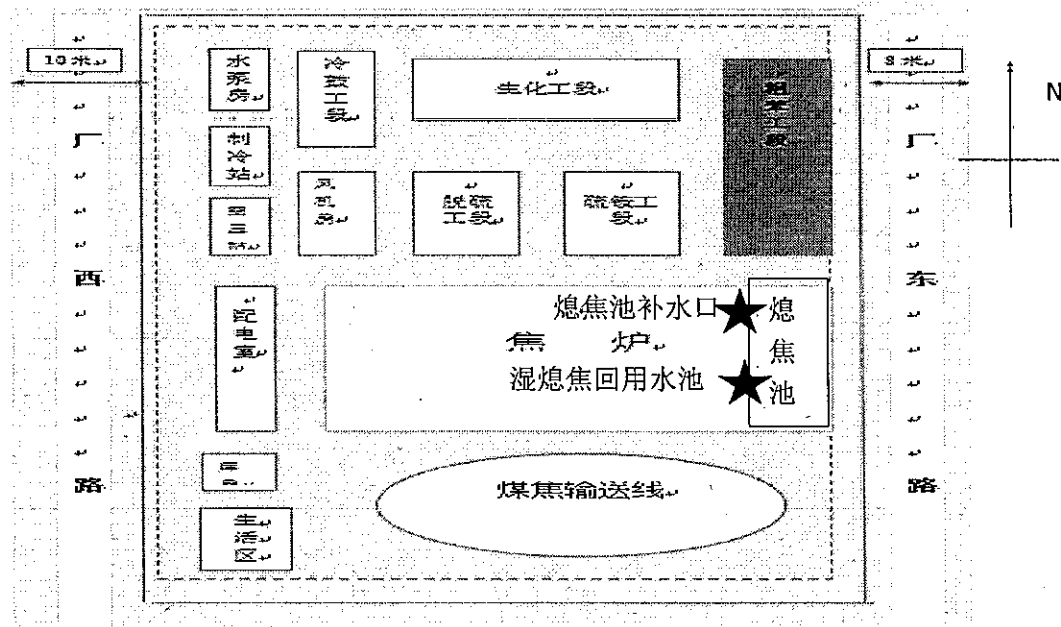 10米
8米
N
水泵房
冷鼓工段
生化工段
粗苯工段
制冷站
风机房
脱硫工段
硫铵工段
厂西路
厂东路
配电室
熄焦池补水口
焦炉
湿熄焦回用水池
熄焦池
煤焦输送线
生活区